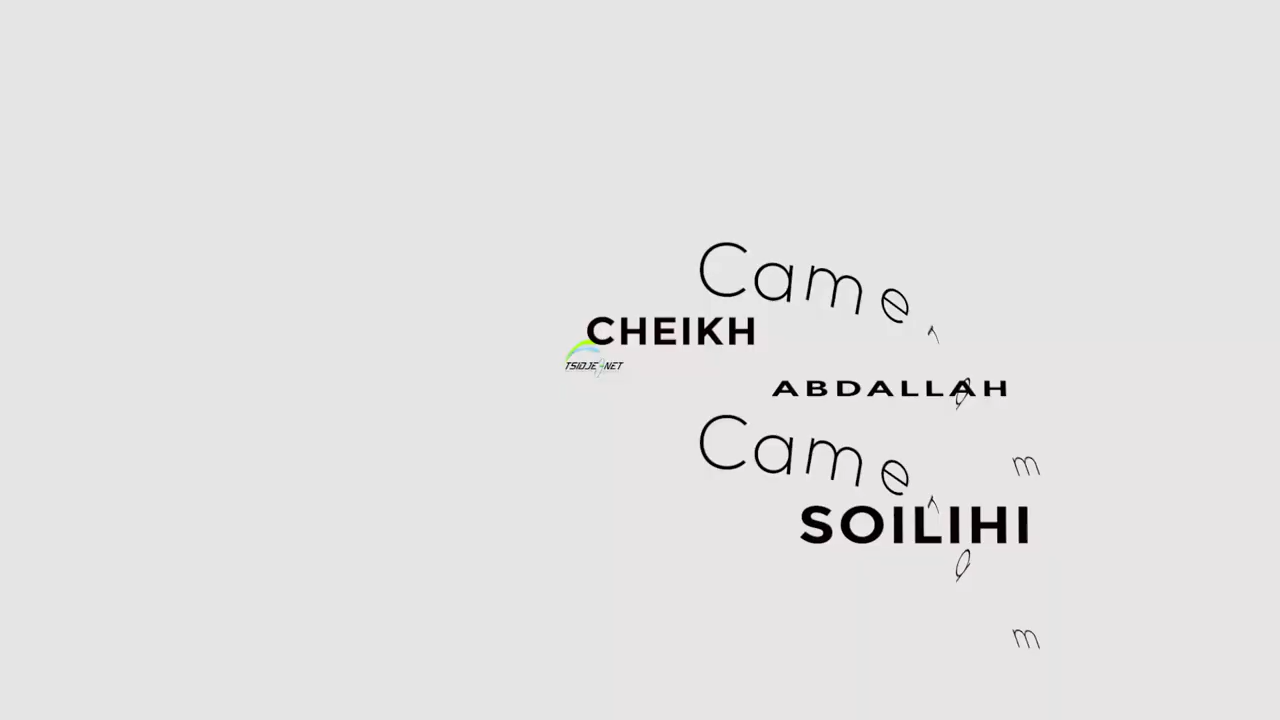 Came
CHEIKH
TSIDJE NET
ABDALLAH
Came
SOILIHI